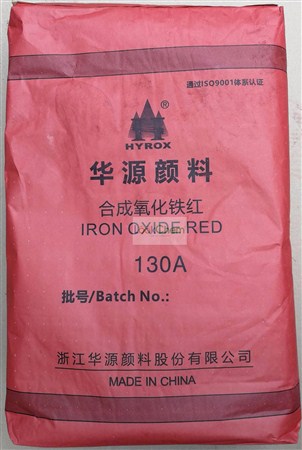 通过ISO9001体系认证
®
HYROX
华源颜料
合成氧化铁红
IRON OXIDE RED
130A
批号/Batch No.:
浙江华源颜料股份有限公司
MADE IN CHINA